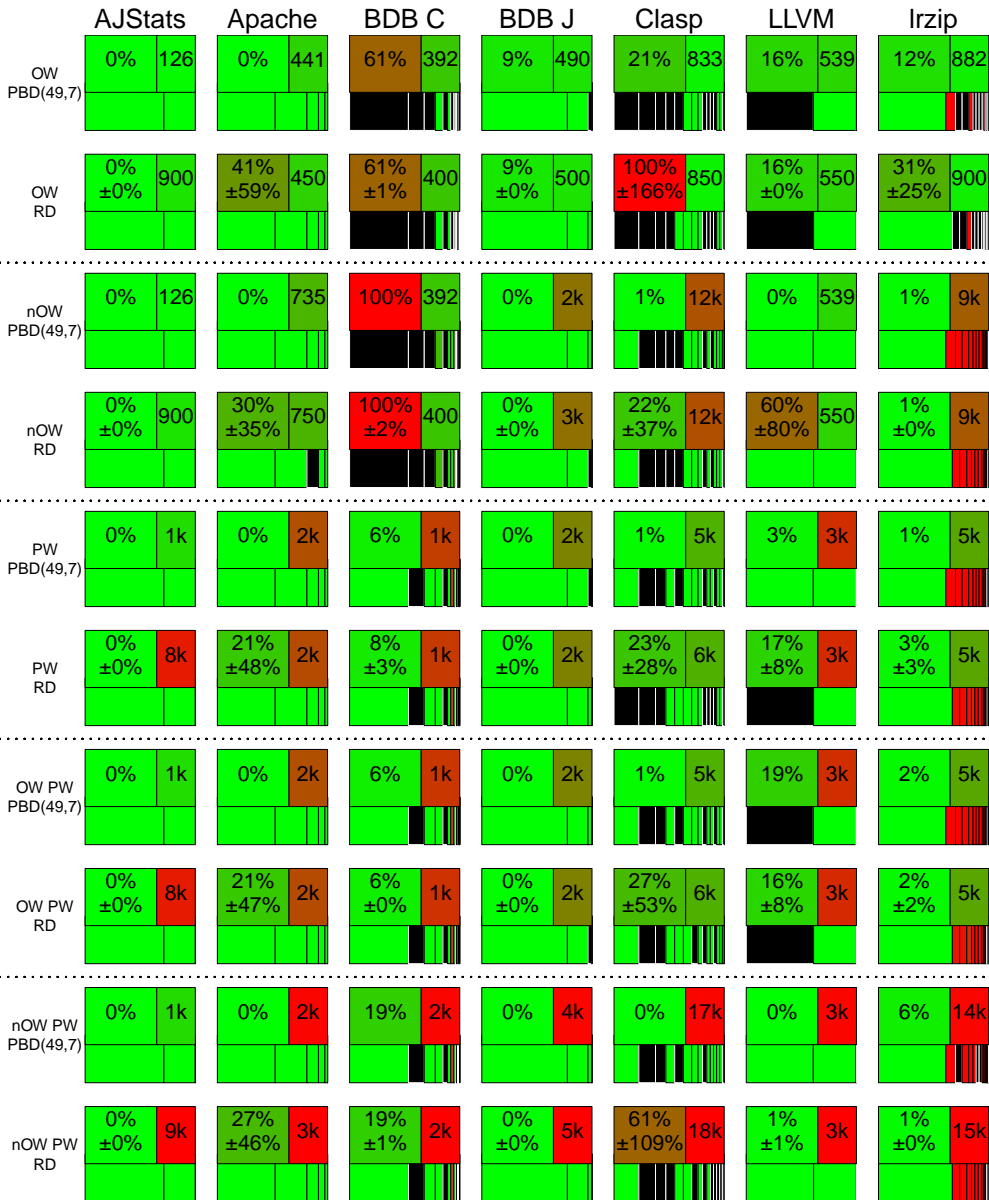 AJStats Apache BDB C BDB J Clasp LLVM lrzip
OW
PBD(49,7)
0% 126 0% 441 61% 392 9% 490 21% 833 16% 539 12% 882
OW
RD
0%
±0%
900
41%
±59%
450
61%
±1%
400
9%
±0%
500
100%
±166%
850
16%
±0%
550
31%
±25%
900
nOW
PBD(49,7)
0% 126 0% 735 100% 392 0% 2k 1% 12k 0% 539 1% 9k
nOW
RD
0%
±0%
900
30%
±35%
750
100%
±2%
400
0%
±0%
3k
22%
±37%
12k
60%
±80%
550
1%
±0%
9k
PW
PBD(49,7)
0% 1k 0% 2k 6% 1k 0% 2k 1% 5k 3% 3k 1% 5k
PW
RD
0%
±0%
8k
21%
±48%
2k
8%
±3%
1k
0%
±0%
2k
23%
±28%
6k
17%
±8%
3k
3%
±3%
5k
OW PW
PBD(49,7)
0% 1k 0% 2k 6% 1k 0% 2k 1% 5k 19% 3k 2% 5k
OW PW
RD
0%
±0%
8k
21%
±47%
2k
6%
±0%
1k
0%
±0%
2k
27%
±53%
6k
16%
±8%
3k
2%
±2%
5k
nOW PW
PBD(49,7)
0% 1k 0% 2k 19% 2k 0% 4k 0% 17k 0% 3k 6% 14k
nOW PW
RD
0%
±0%
9k
27%
±46%
3k
19%
±1%
2k
0%
±0%
5k
61%
±109%
18k
1%
±1%
3k
1%
±0%
15k